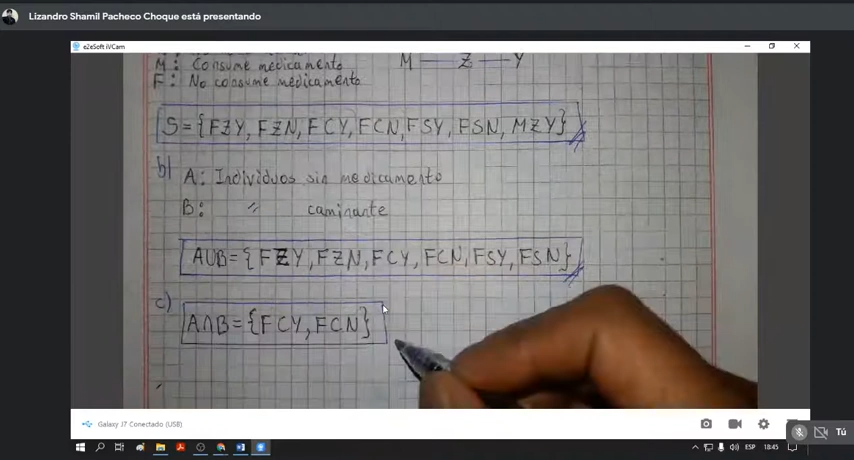 Lizandro Shamil Pacheco Choque está presentando
e2eSoft iVCam
M: Consume medicamento
F: No consume medicamento
M — Z — Y
S = {FZY, FZN, FCY, FCN, FSY, FSN, MZY}
b) A: Individuos sin medicamento
B: " caminante
AUB = {FZY, FZN, FCY, FCN, FSY, FSN}
c) A∩B = {FCY, FCN}
Galaxy J7 Conectado (USB)
Tú
ESP 18:45